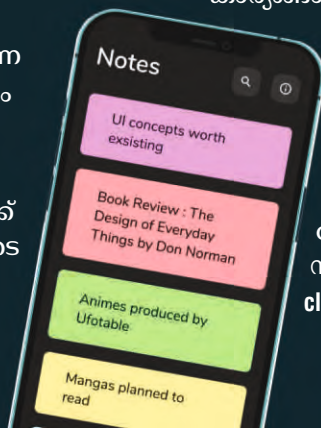 Notes
UI concepts worth
exsisting
Book Review : The
Design of Everyday
Things by Don Norman
Animes produced by
Ufotable
Mangas planned to
read